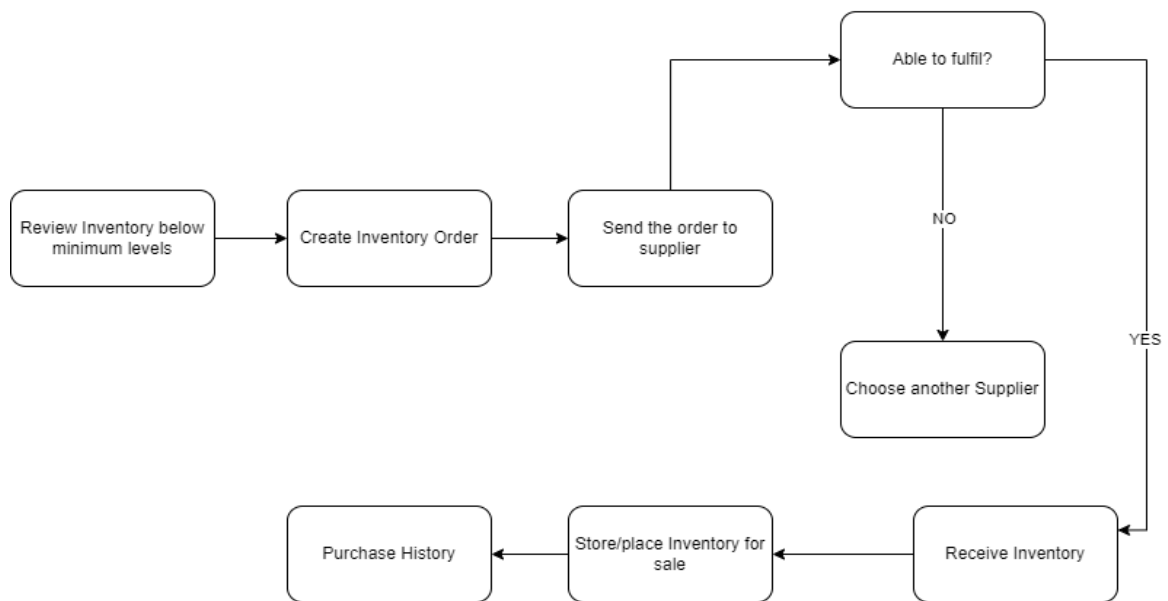 Able to fulfil?
Review Inventory below
minimum levels
Create Inventory Order
Send the order to
supplier
NO
YES
Choose another Supplier
Purchase History
Store/place Inventory for
sale
Receive Inventory